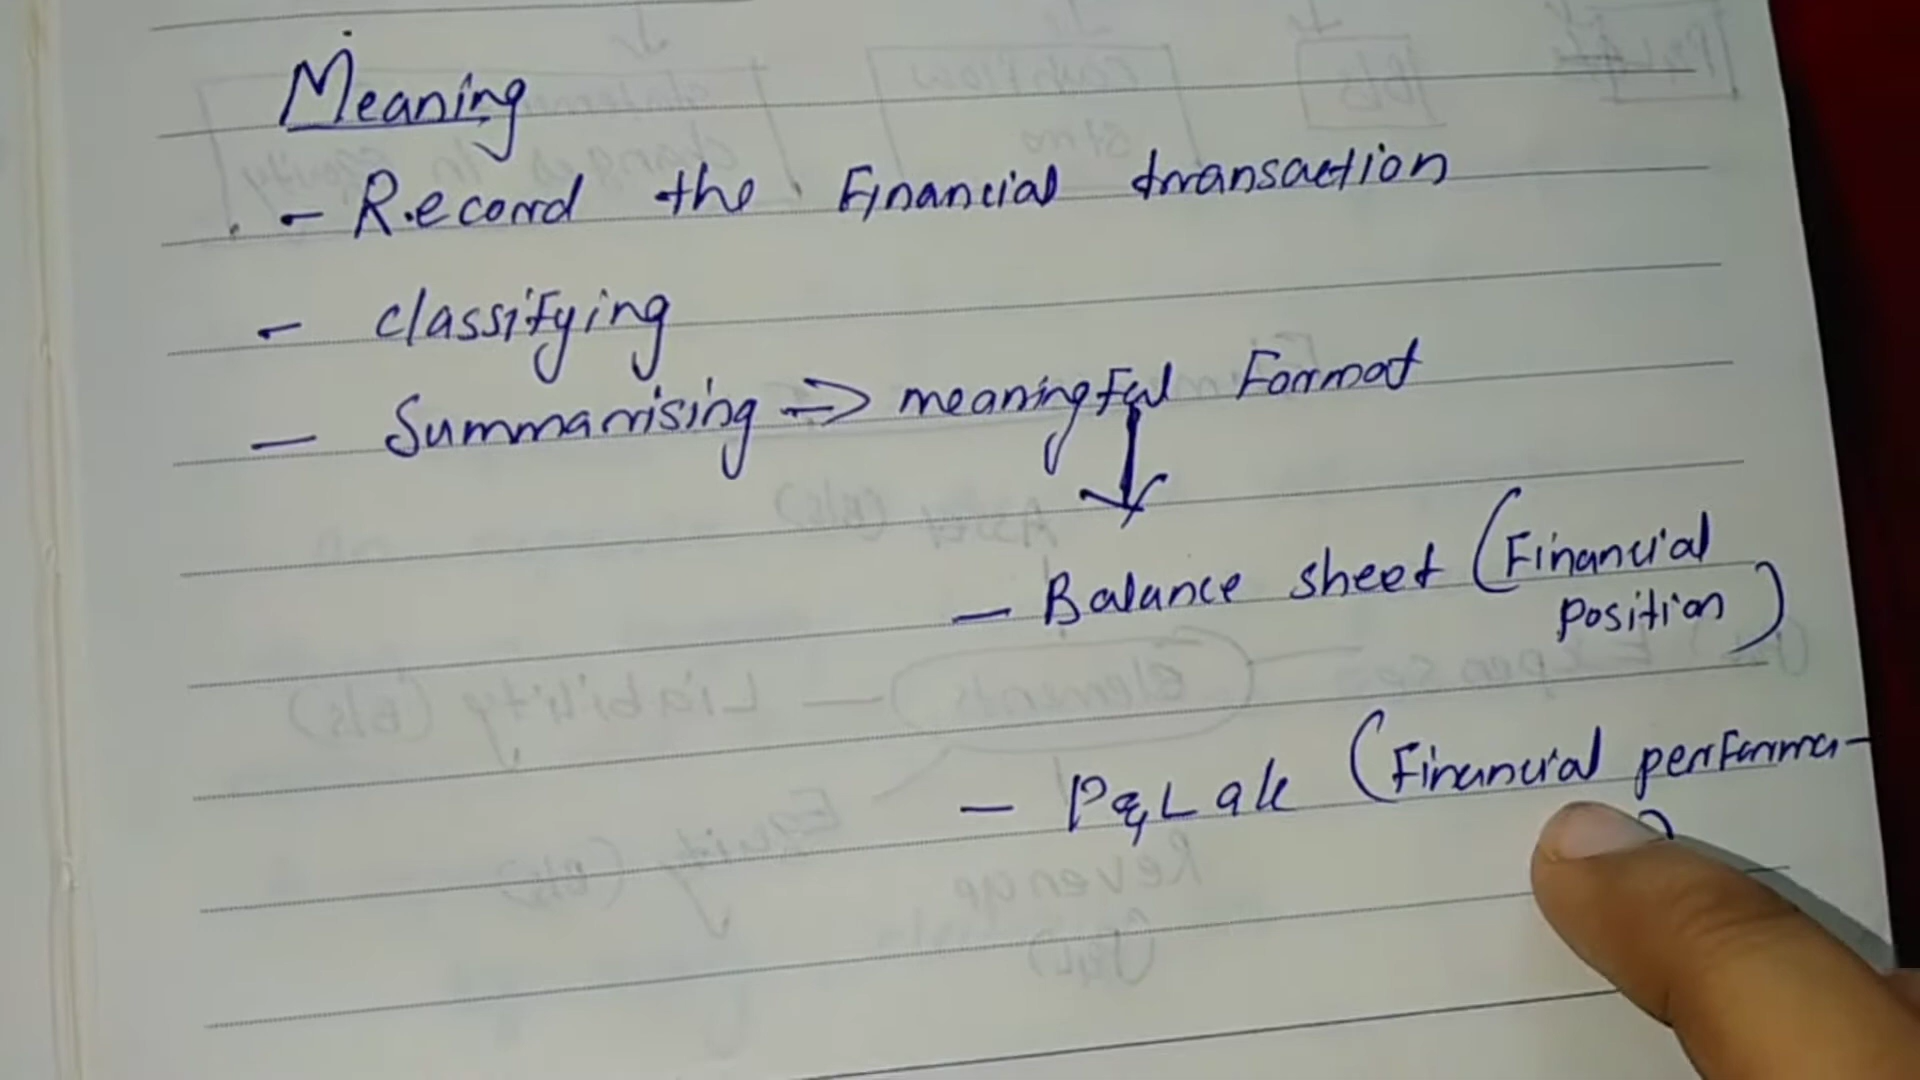 Meaning
- Record the Financial transaction
- classifying
- Summarising => meaningful Format
- Balance sheet (Financial
position)
- P&L a/c (Financial performa-